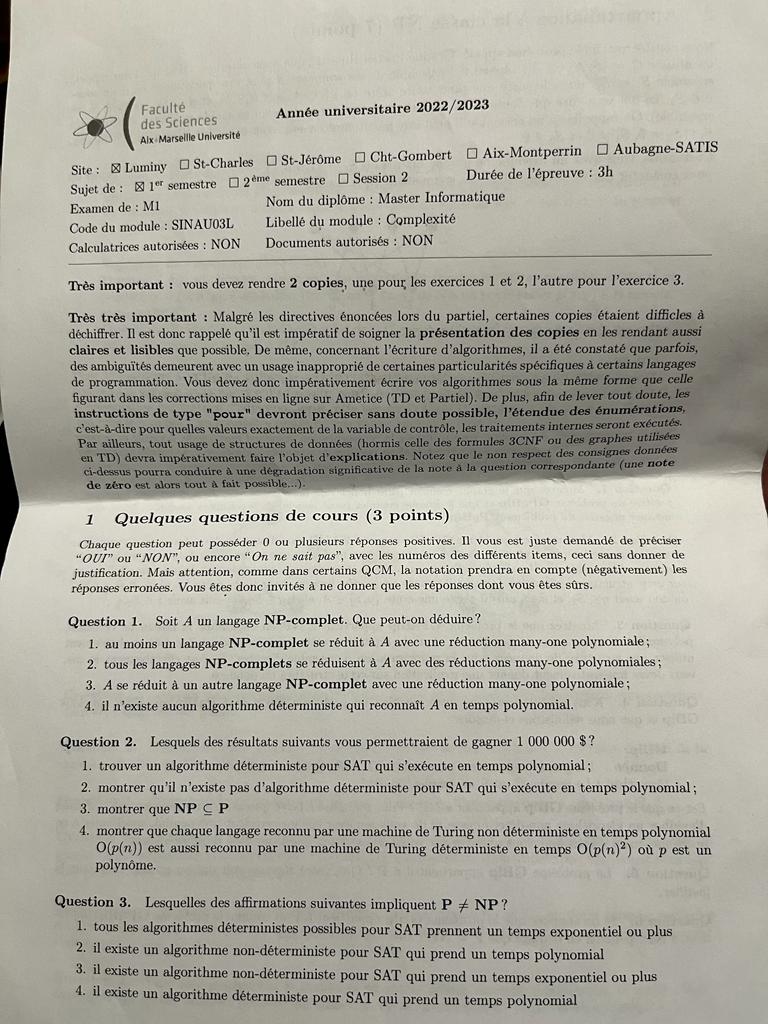 Faculté
des Sciences
Aix*Marseille Université
Année universitaire 2022/2023
Site : ☒ Luminy ☐ St-Charles ☐ St-Jérôme ☐ Cht-Gombert ☐ Aix-Montperrin ☐ Aubagne-SATIS
Sujet de : ☒ 1er semestre ☐ 2ème semestre ☐ Session 2 Durée de l'épreuve : 3h
Examen de : M1 Nom du diplôme : Master Informatique
Code du module : SINAU03L Libellé du module : Complexité
Calculatrices autorisées : NON Documents autorisés : NON
Très important : vous devez rendre 2 copies, une pour les exercices 1 et 2, l'autre pour l'exercice 3.
Très très important : Malgré les directives énoncées lors du partiel, certaines copies étaient difficles à
déchiffrer. Il est donc rappelé qu'il est impératif de soigner la présentation des copies en les rendant aussi
claires et lisibles que possible. De même, concernant l'écriture d'algorithmes, il a été constaté que parfois,
des ambiguïtés demeurent avec un usage inapproprié de certaines particularités spécifiques à certains langages
de programmation. Vous devez donc impérativement écrire vos algorithmes sous la même forme que celle
figurant dans les corrections mises en ligne sur Ametice (TD et Partiel). De plus, afin de lever tout doute, les
instructions de type "pour" devront préciser sans doute possible, l'étendue des énumérations,
c'est-à-dire pour quelles valeurs exactement de la variable de contrôle, les traitements internes seront exécutés.
Par ailleurs, tout usage de structures de données (hormis celle des formules 3CNF ou des graphes utilisées
en TD) devra impérativement faire l'objet d'explications. Notez que le non respect des consignes données
ci-dessus pourra conduire à une dégradation significative de la note à la question correspondante (une note
de zéro est alors tout à fait possible...).
1 Quelques questions de cours (3 points)
Chaque question peut posséder 0 ou plusieurs réponses positives. Il vous est juste demandé de préciser
"OUI" ou "NON", ou encore "On ne sait pas", avec les numéros des différents items, ceci sans donner de
justification. Mais attention, comme dans certains QCM, la notation prendra en compte (négativement) les
réponses erronées. Vous êtes donc invités à ne donner que les réponses dont vous êtes sûrs.
Question 1. Soit A un langage NP-complet. Que peut-on déduire ?
1. au moins un langage NP-complet se réduit à A avec une réduction many-one polynomiale ;
2. tous les langages NP-complets se réduisent à A avec des réductions many-one polynomiales ;
3. A se réduit à un autre langage NP-complet avec une réduction many-one polynomiale ;
4. il n'existe aucun algorithme déterministe qui reconnaît A en temps polynomial.
Question 2. Lesquels des résultats suivants vous permettraient de gagner 1 000 000 $ ?
1. trouver un algorithme déterministe pour SAT qui s'exécute en temps polynomial ;
2. montrer qu'il n'existe pas d'algorithme déterministe pour SAT qui s'exécute en temps polynomial ;
3. montrer que NP ⊆ P
4. montrer que chaque langage reconnu par une machine de Turing non déterministe en temps polynomial
O(p(n)) est aussi reconnu par une machine de Turing déterministe en temps O(p(n)²) où p est un
polynôme.
Question 3. Lesquelles des affirmations suivantes impliquent P ≠ NP ?
1. tous les algorithmes déterministes possibles pour SAT prennent un temps exponentiel ou plus
2. il existe un algorithme non-déterministe pour SAT qui prend un temps polynomial
3. il existe un algorithme non-déterministe pour SAT qui prend un temps exponentiel ou plus
4. il existe un algorithme déterministe pour SAT qui prend un temps polynomial